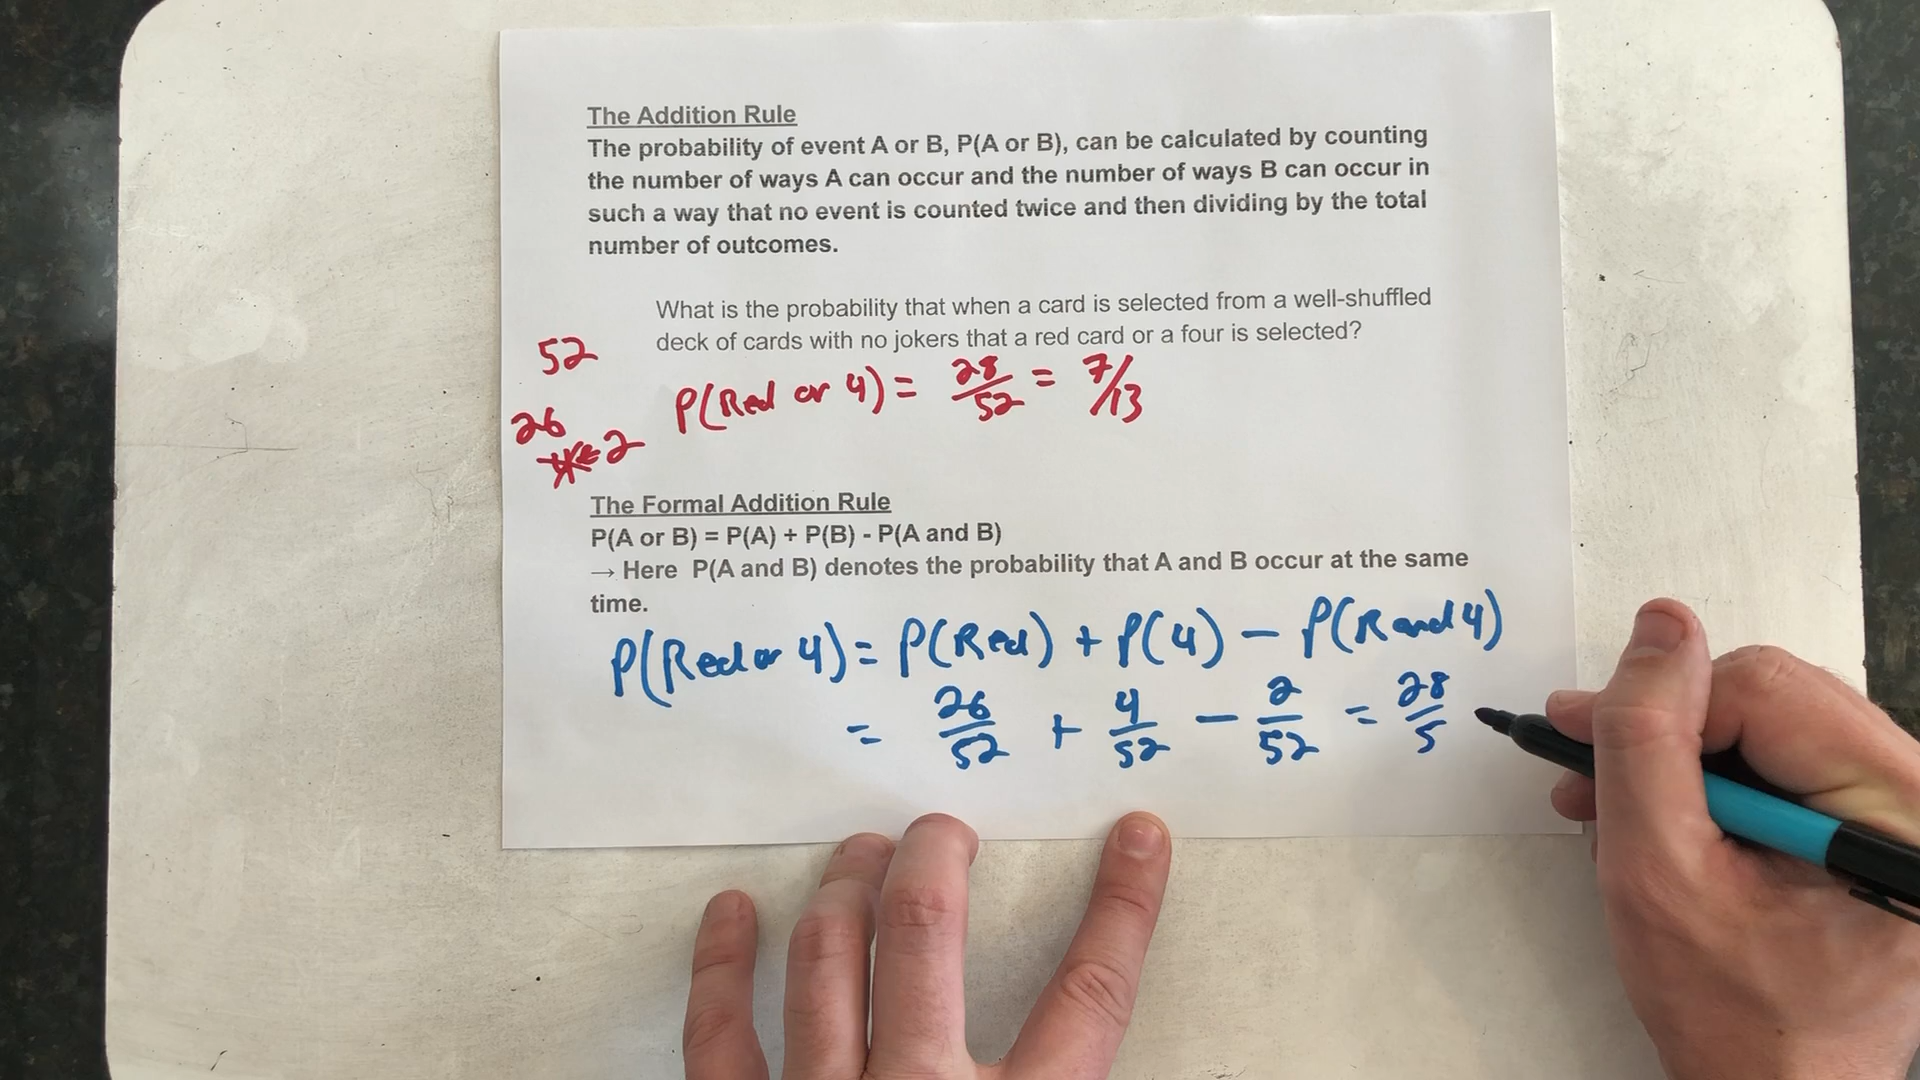 The Addition Rule
The probability of event A or B, P(A or B), can be calculated by counting
the number of ways A can occur and the number of ways B can occur in
such a way that no event is counted twice and then dividing by the total
number of outcomes.
What is the probability that when a card is selected from a well-shuffled
deck of cards with no jokers that a red card or a four is selected?
52
P(Red or 4) = 28/52 = 7/13
26
←2
The Formal Addition Rule
P(A or B) = P(A) + P(B) - P(A and B)
→ Here P(A and B) denotes the probability that A and B occur at the same
time.
P(Red or 4) = P(Red) + P(4) - P(R and 4)
= 26/52 + 4/52 - 2/52 = 28/5